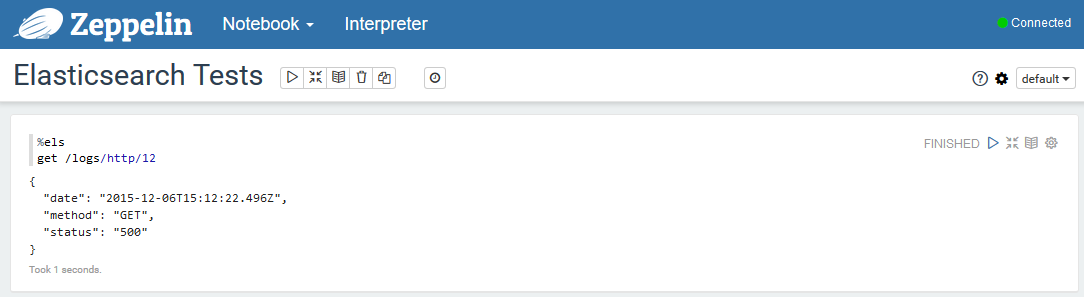 Zeppelin Notebook Interpreter Connected
Elasticsearch Tests default
%els FINISHED
get /logs/http/12
{
"date": "2015-12-06T15:12:22.496Z",
"method": "GET",
"status": "500"
}
Took 1 seconds.